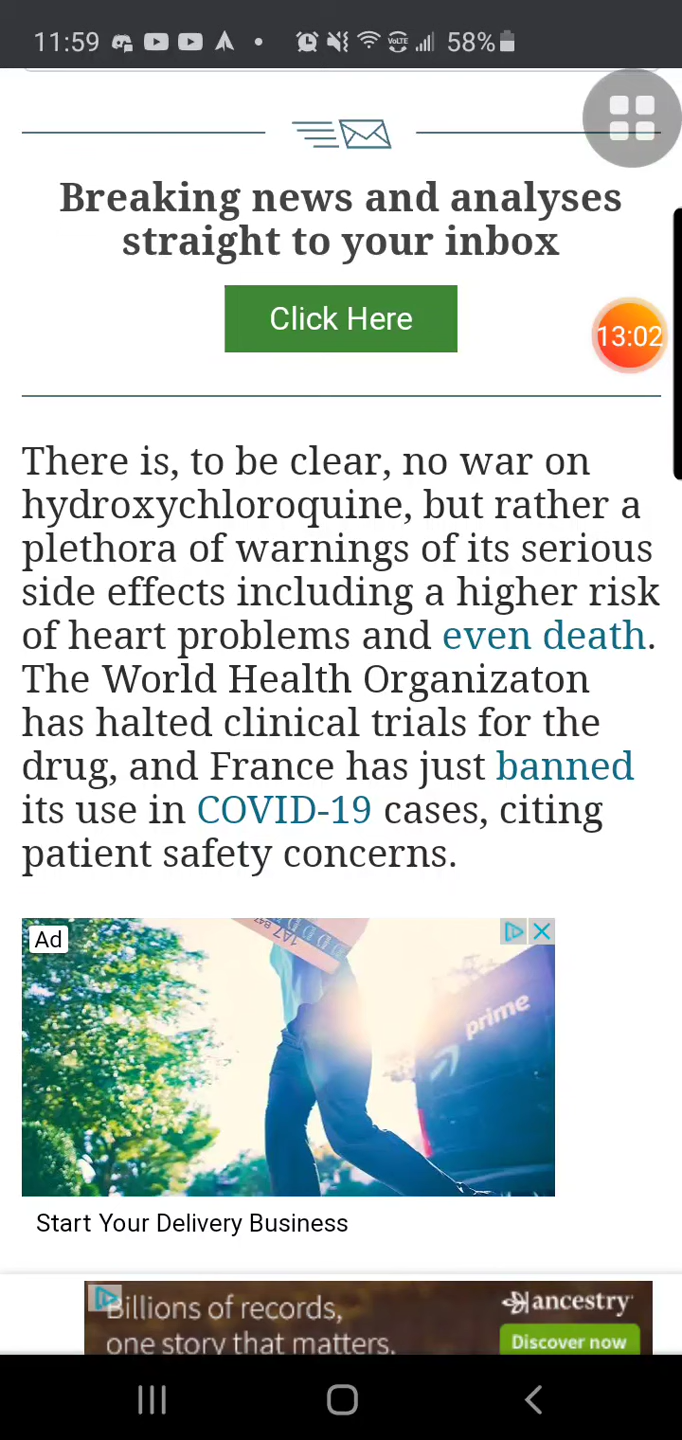 11:59
VoLTE
58%
Breaking news and analyses
straight to your inbox
Click Here
13:02
There is, to be clear, no war on
hydroxychloroquine, but rather a
plethora of warnings of its serious
side effects including a higher risk
of heart problems and even death.
The World Health Organizaton
has halted clinical trials for the
drug, and France has just banned
its use in COVID-19 cases, citing
patient safety concerns.
Ad
prime
Start Your Delivery Business
Billions of records,
one story that matters.
ancestry
Discover now